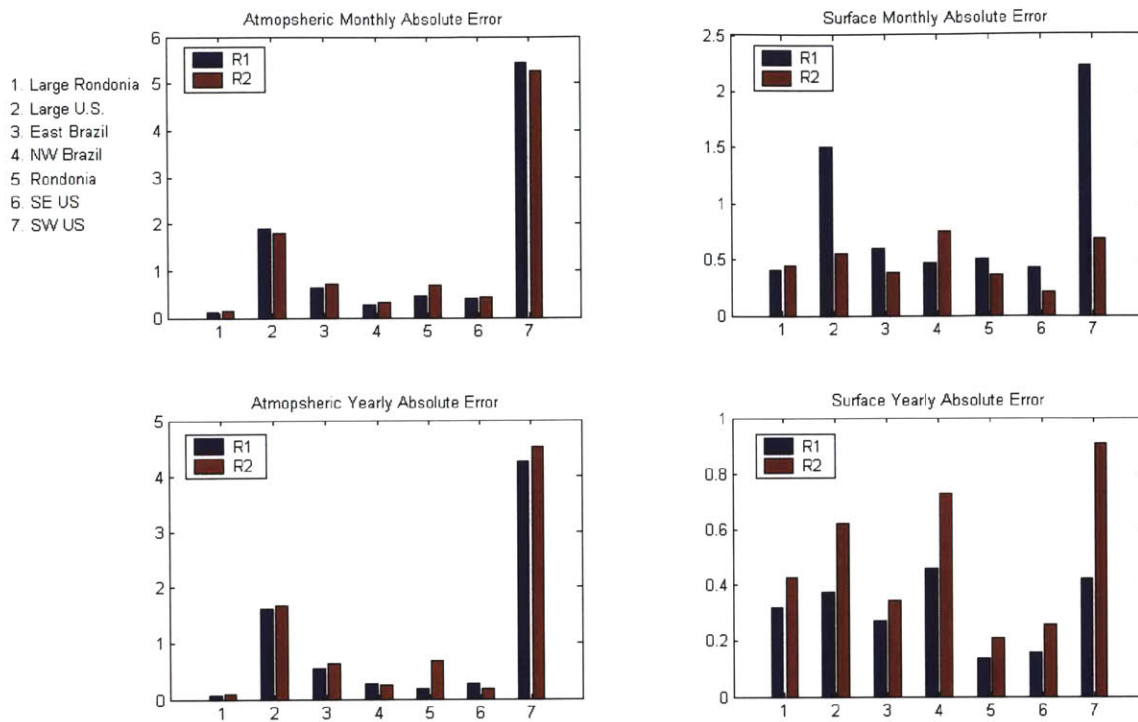 1. Large Rondonia
2. Large U.S.
3. East Brazil
4. NW Brazil
5. Rondonia
6. SE US
7. SW US
Atmopsheric Monthly Absolute Error
R1
R2
6
5
4
3
2
1
0
1 2 3 4 5 6 7
Surface Monthly Absolute Error
R1
R2
2.5
2
1.5
1
0.5
0
1 2 3 4 5 6 7
Atmopsheric Yearly Absolute Error
R1
R2
5
4
3
2
1
0
1 2 3 4 5 6 7
Surface Yearly Absolute Error
R1
R2
1
0.8
0.6
0.4
0.2
0
1 2 3 4 5 6 7